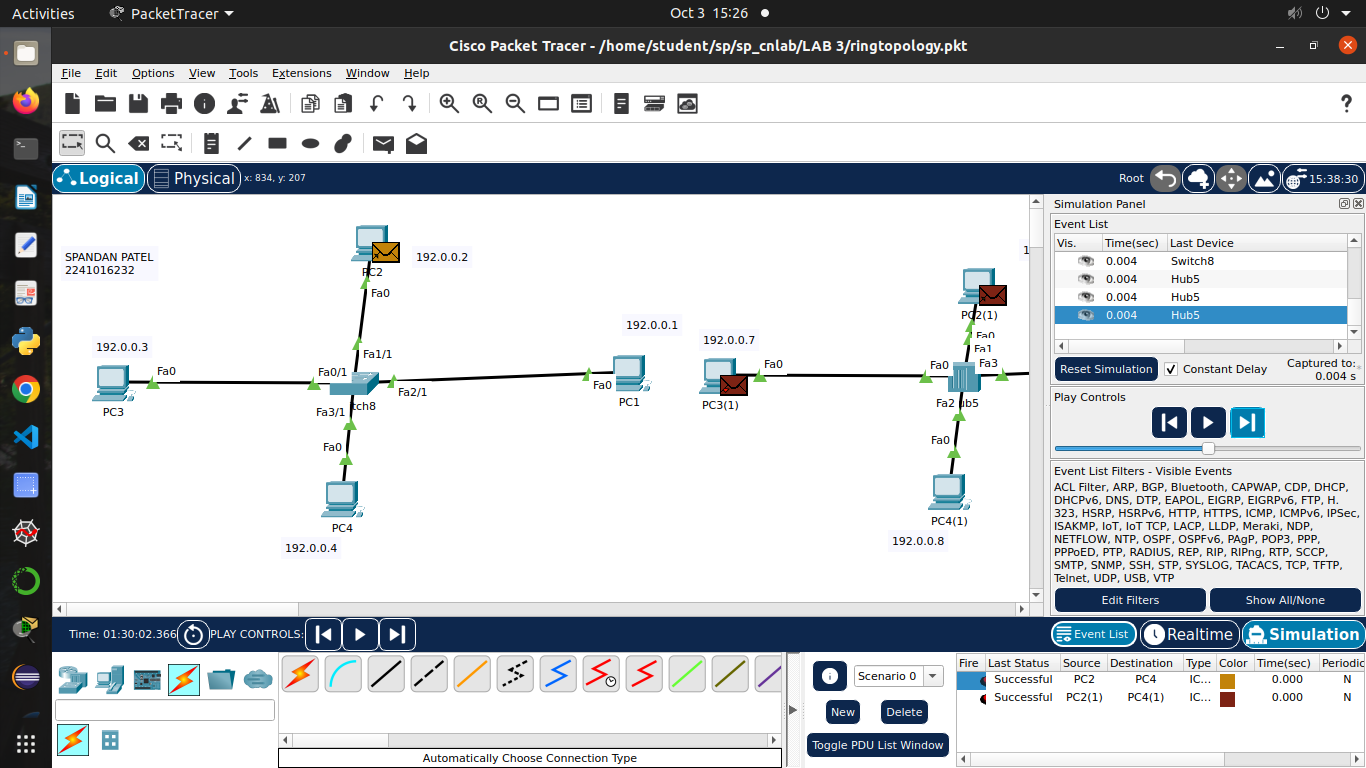 Activities PacketTracer Oct 3 15:26
Cisco Packet Tracer - /home/student/sp/sp_cnlab/LAB 3/ringtopology.pkt
File Edit Options View Tools Extensions Window Help
Logical Physical x: 834, y: 207 Root 15:38:30
SPANDAN PATEL
2241016232
PC2
192.0.0.2
Fa0
192.0.0.3
Fa0
PC3
Fa1/1
Fa0/1
Fa2/1
Fa3/1
tch8
192.0.0.1
Fa0
PC1
Fa0
PC4
192.0.0.4
192.0.0.7
Fa0
PC3(1)
1
PC2(1)
Fa0
Fa1
Fa0
Fa3
Fa2
ub5
Fa0
PC4(1)
192.0.0.8
Simulation Panel
Event List
Vis. Time(sec) Last Device
0.004 Switch8
0.004 Hub5
0.004 Hub5
0.004 Hub5
Reset Simulation Constant Delay Captured to:
0.004 s
Play Controls
Event List Filters - Visible Events
ACL Filter, ARP, BGP, Bluetooth, CAPWAP, CDP, DHCP,
DHCPv6, DNS, DTP, EAPOL, EIGRP, EIGRPv6, FTP, H.
323, HSRP, HSRPv6, HTTP, HTTPS, ICMP, ICMPv6, IPSec,
ISAKMP, IoT, IoT TCP, LACP, LLDP, Meraki, NDP,
NETFLOW, NTP, OSPF, OSPFv6, PAgP, POP3, PPP,
PPPoED, PTP, RADIUS, REP, RIP, RIPng, RTP, SCCP,
SMTP, SNMP, SSH, STP, SYSLOG, TACACS, TCP, TFTP,
Telnet, UDP, USB, VTP
Edit Filters Show All/None
Time: 01:30:02.366 PLAY CONTROLS: Event List Realtime Simulation
Scenario 0
New Delete
Toggle PDU List Window
Fire Last Status Source Destination Type Color Time(sec) Periodic
Successful PC2 PC4 IC... 0.000 N
Successful PC2(1) PC4(1) IC... 0.000 N
Automatically Choose Connection Type